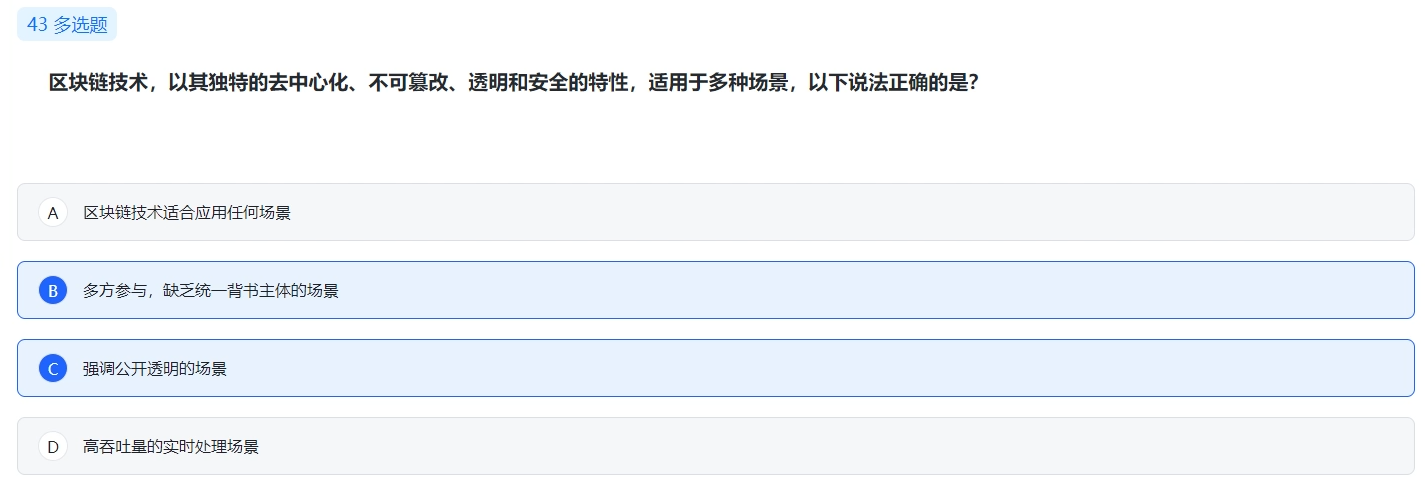 43 多选题
区块链技术，以其独特的去中心化、不可篡改、透明和安全的特性，适用于多种场景，以下说法正确的是？
A 区块链技术适合应用任何场景
B 多方参与，缺乏统一背书主体的场景
C 强调公开透明的场景
D 高吞吐量的实时处理场景